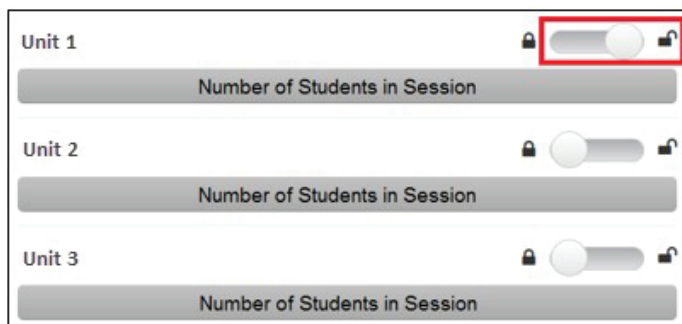 Unit 1
Number of Students in Session
Unit 2
Number of Students in Session
Unit 3
Number of Students in Session